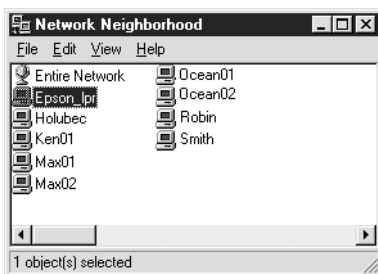 Network Neighborhood
File Edit View Help
Entire Network
Epson_lpr
Holubec
Ken01
Max01
Max02
Ocean01
Ocean02
Robin
Smith
1 object(s) selected